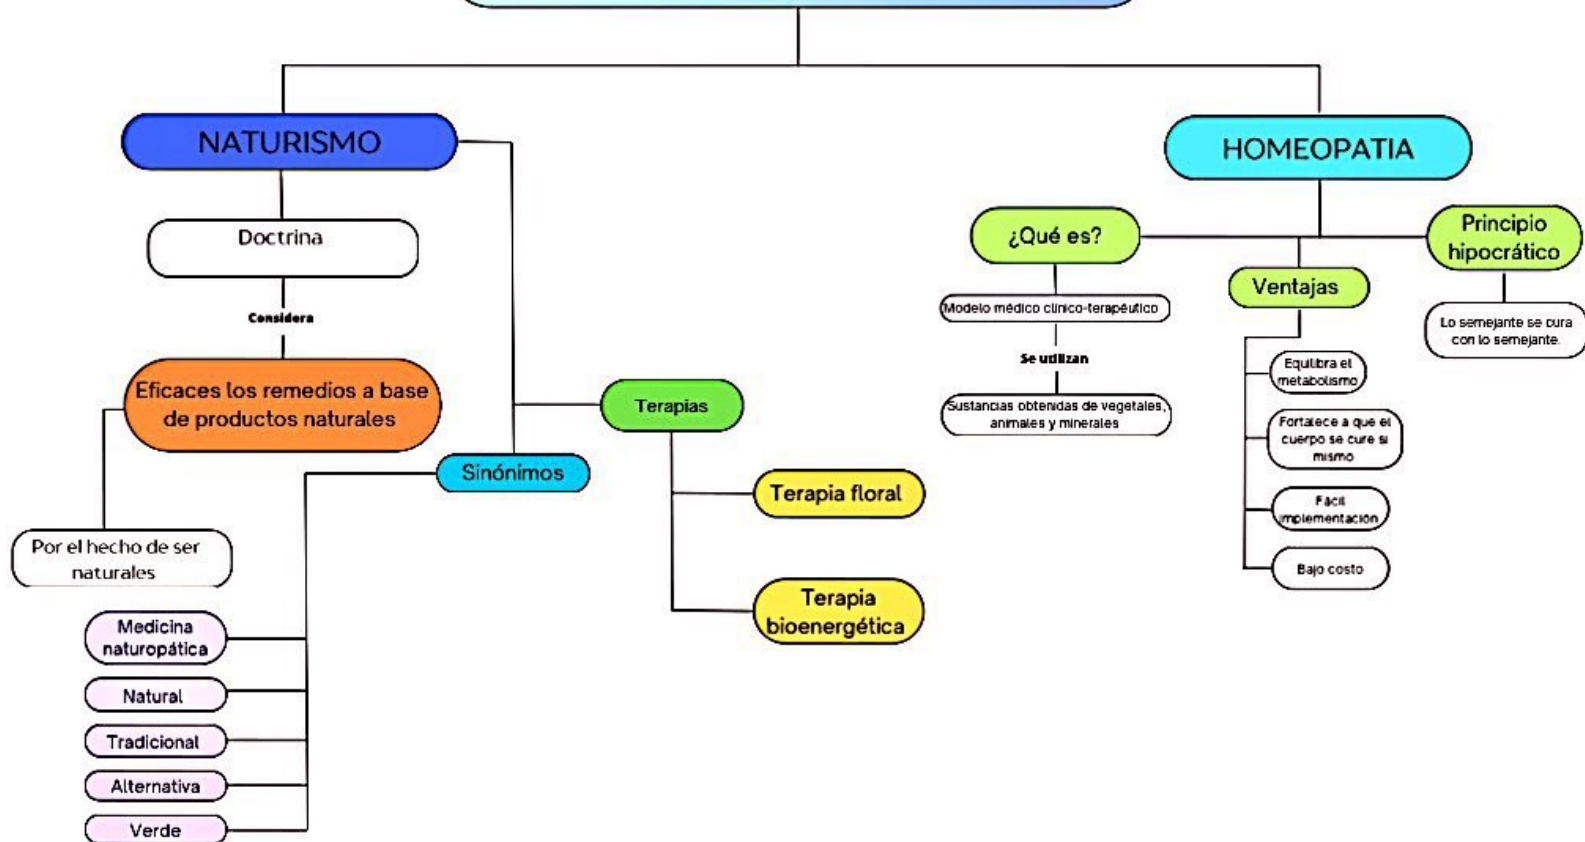 NATURISMO
Doctrina
Considera
Eficaces los remedios a base
de productos naturales
Por el hecho de ser
naturales
Sinónimos
Medicina
naturopática
Natural
Tradicional
Alternativa
Verde
Terapias
Terapia floral
Terapia
bioenergética
HOMEOPATIA
¿Qué es?
Modelo médico clínico-terapéutico
Se utilizan
Sustancias obtenidas de vegetales,
animales y minerales
Ventajas
Equilibra el
metabolismo
Fortalece a que el
cuerpo se cure si
mismo
Facil
implementación
Bajo costo
Principio
hipocrático
Lo semejante se cura
con lo semejante.